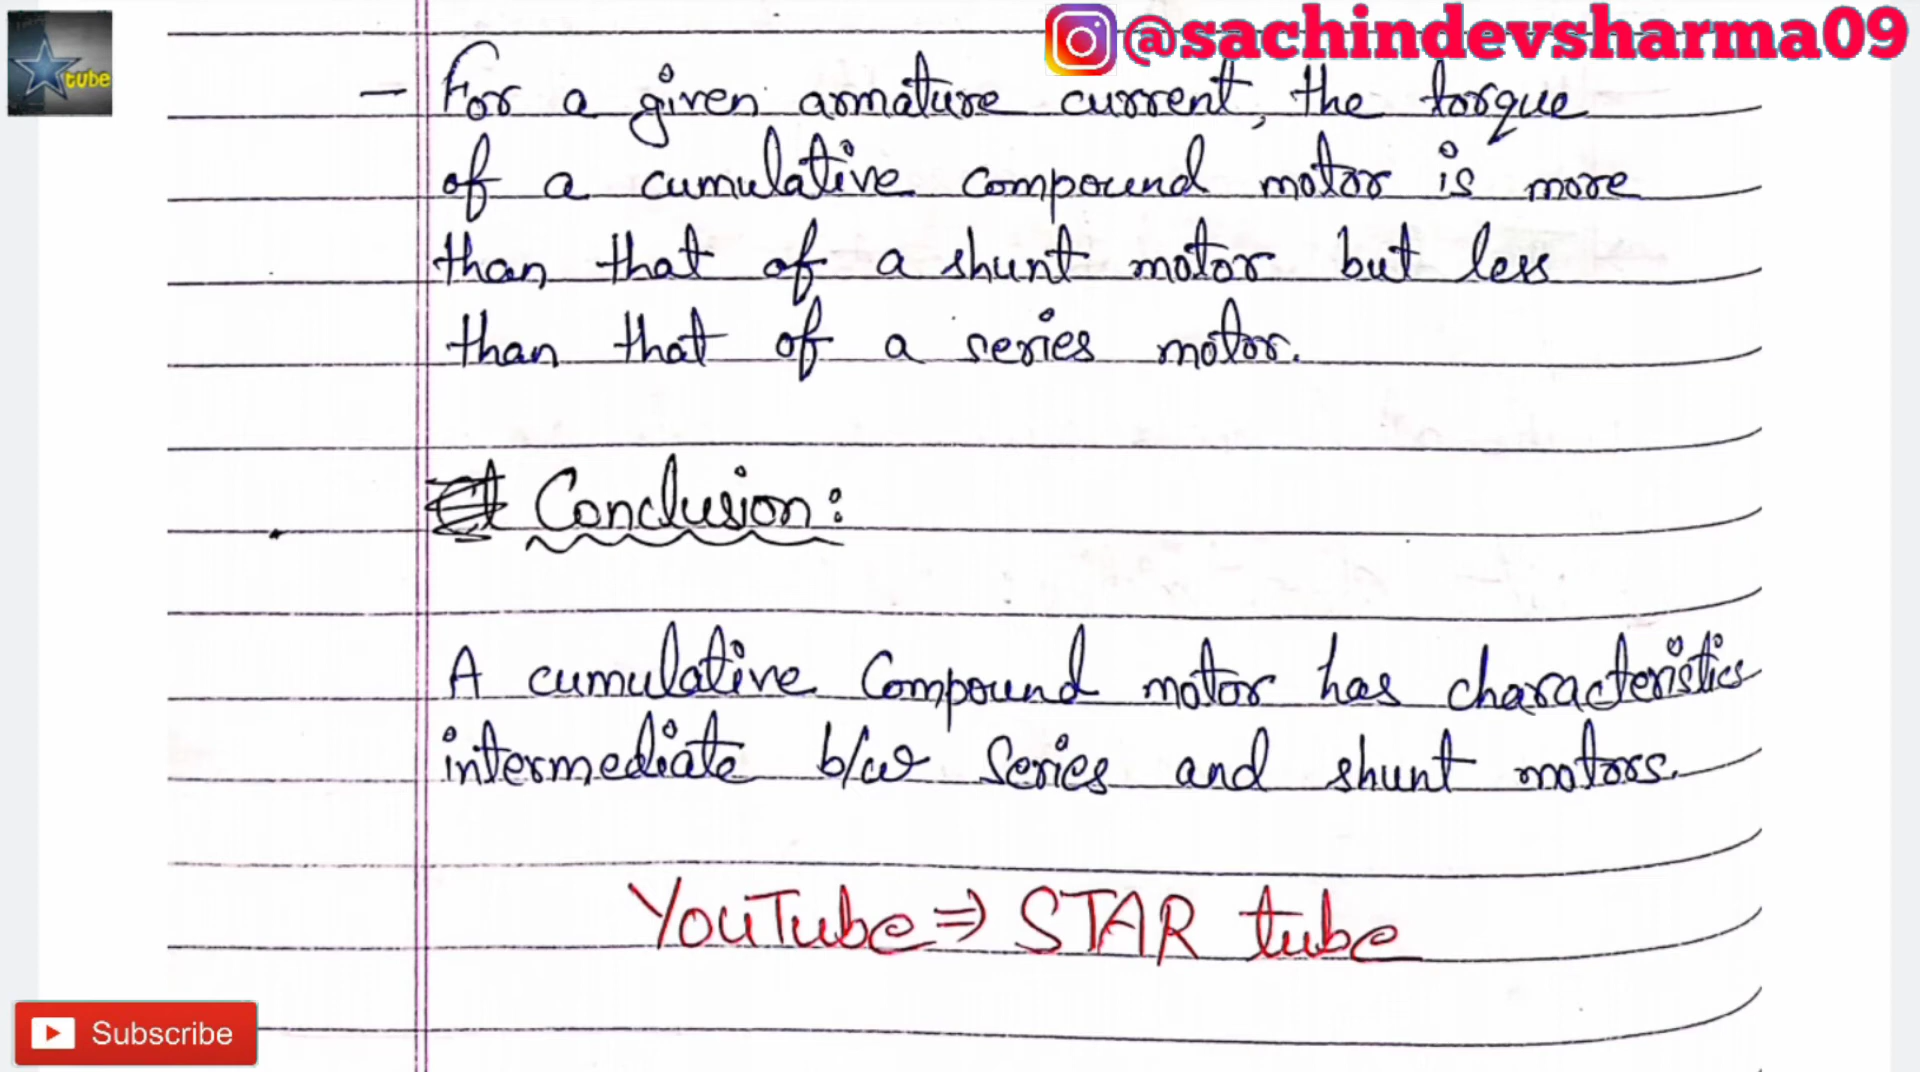 @sachindevsharma09
tube
- For a given armature current, the torque
of a cumulative compound motor is more
than that of a shunt motor but less
than that of a series motor.
Conclusion:
A cumulative Compound motor has characteristics
intermediate b/w Series and shunt motors.
YouTube ⇒ STAR tube
Subscribe